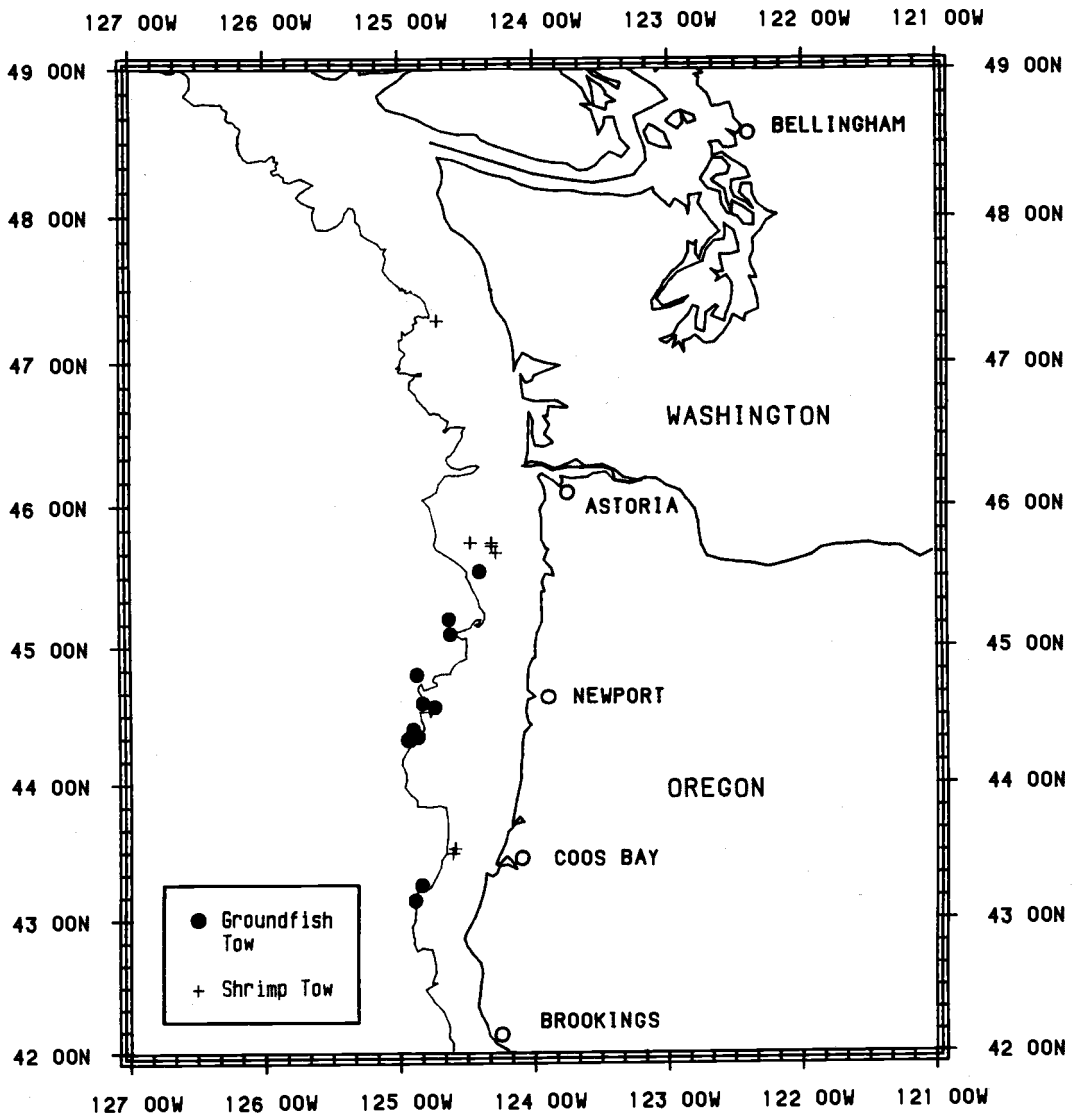 127 00W 126 00W 125 00W 124 00W 123 00W 122 00W 121 00W
49 00N 49 00N
BELLINGHAM
48 00N 48 00N
47 00N 47 00N
WASHINGTON
46 00N 46 00N
ASTORIA
45 00N 45 00N
NEWPORT
44 00N 44 00N
OREGON
COOS BAY
43 00N 43 00N
Groundfish
Tow
Shrimp Tow
BROOKINGS
42 00N 42 00N
127 00W 126 00W 125 00W 124 00W 123 00W 122 00W 121 00W